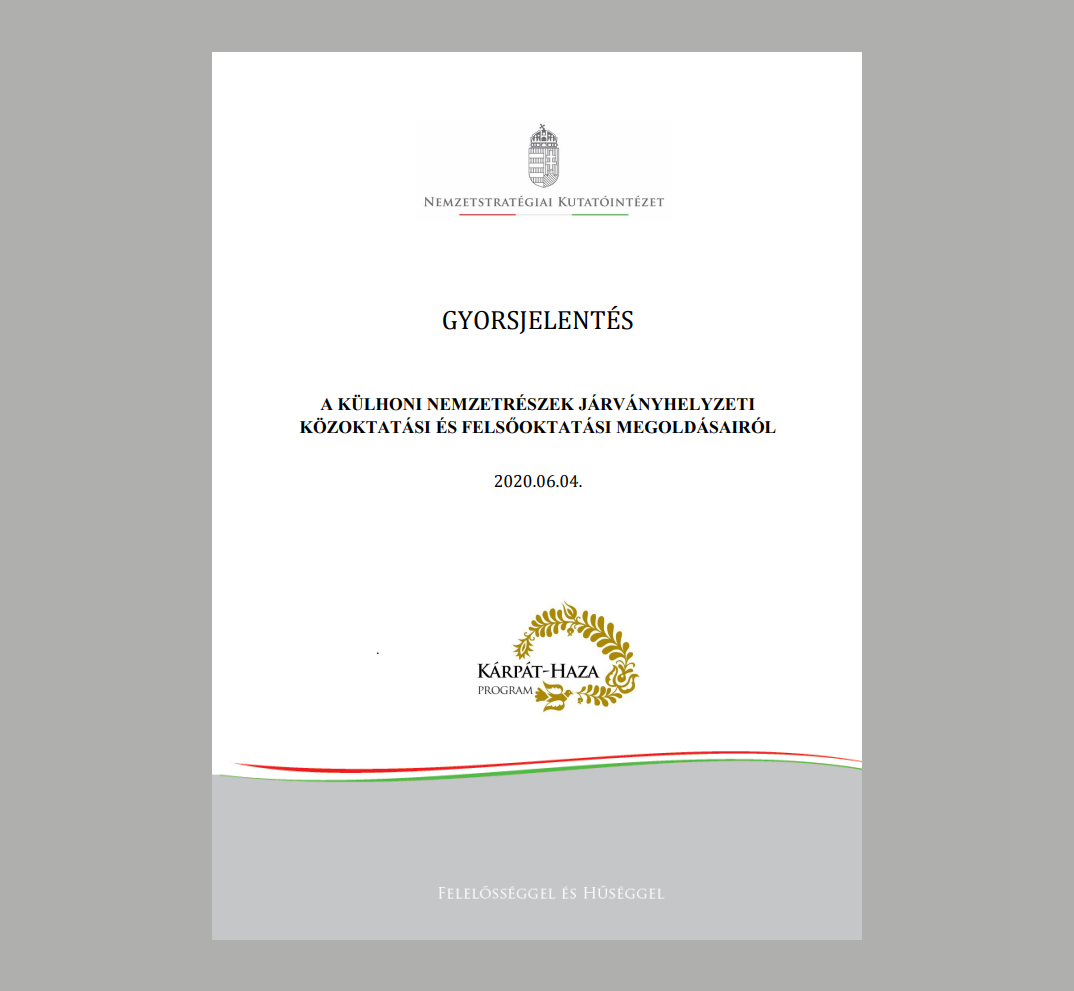 NEMZETSTRATÉGIAI KUTATÓINTÉZET
GYORSJELENTÉS
A KÜLHONI NEMZETRÉSZEK JÁRVÁNYHELYZETI
KÖZOKTATÁSI ÉS FELSŐOKTATÁSI MEGOLDÁSAIRÓL
2020.06.04.
.
KÁRPÁT-HAZA
PROGRAM
FELELŐSSÉGGEL ÉS HŰSÉGGEL